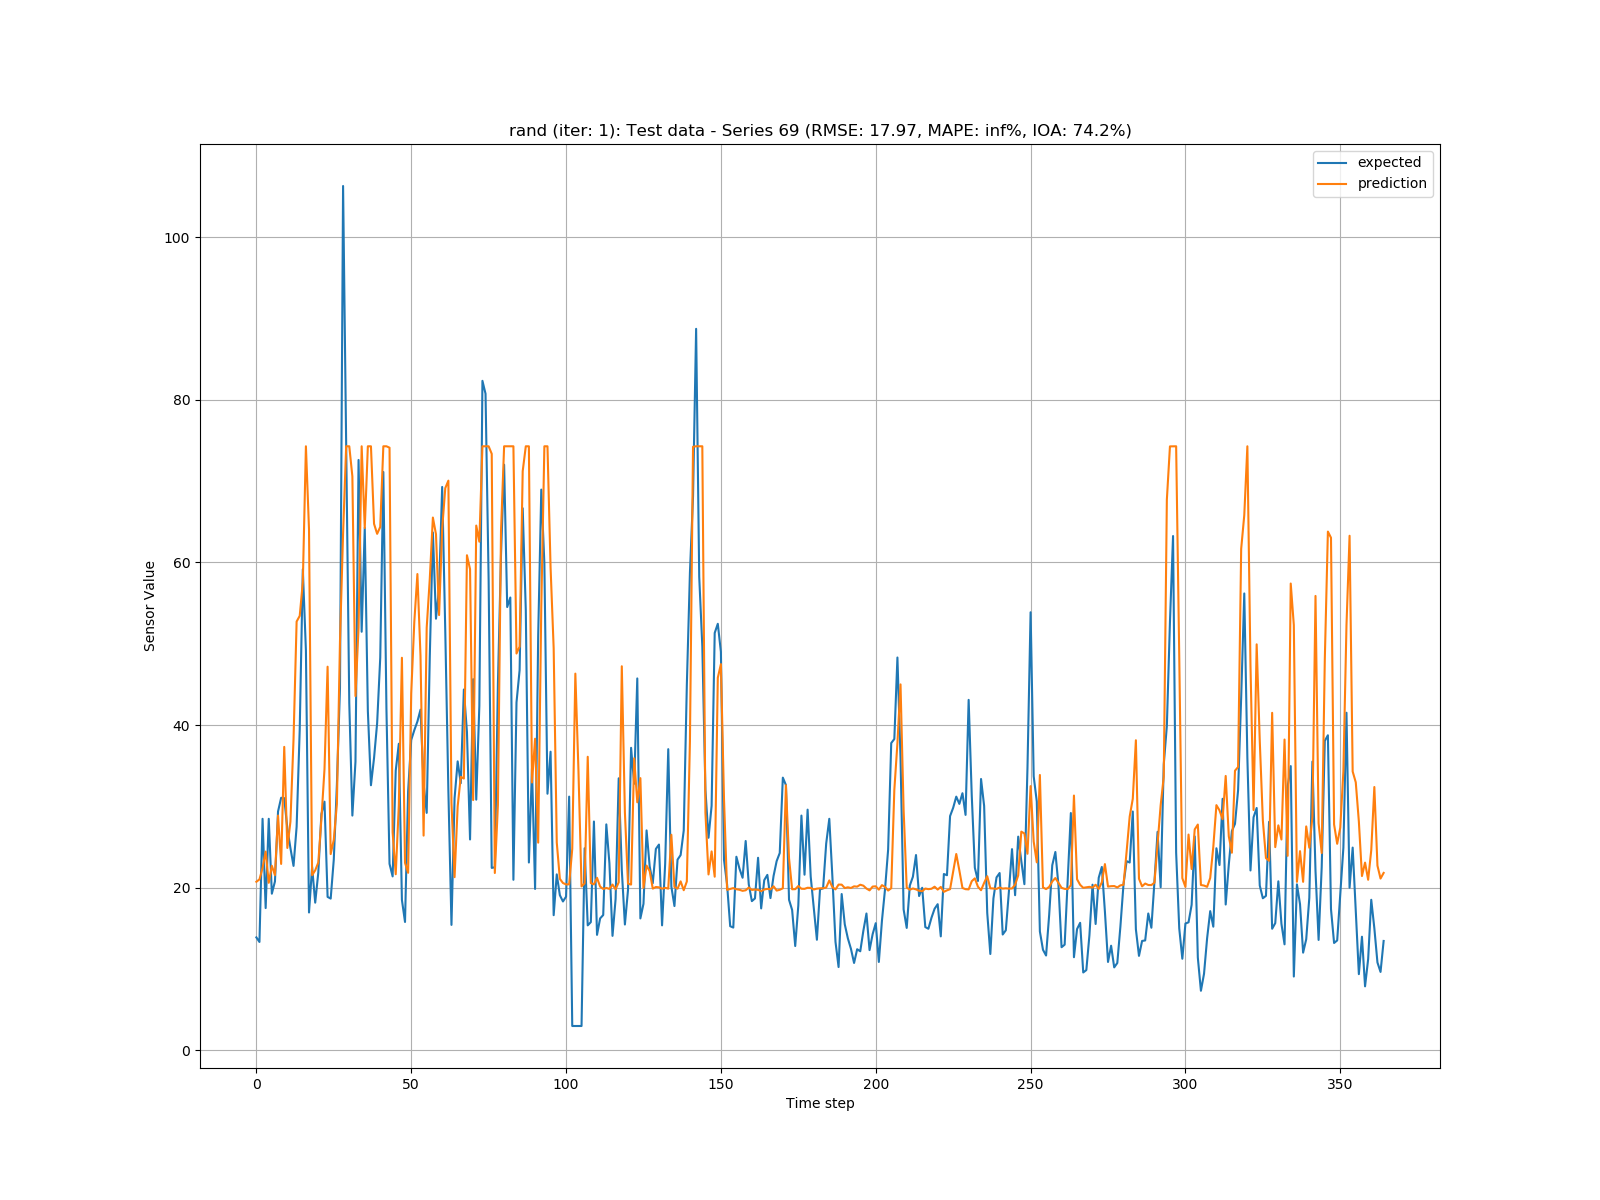 rand (iter: 1): Test data - Series 69 (RMSE: 17.97, MAPE: inf%, IOA: 74.2%)
expected
prediction
100
80
60
40
20
0
Sensor Value
0 50 100 150 200 250 300 350
Time step